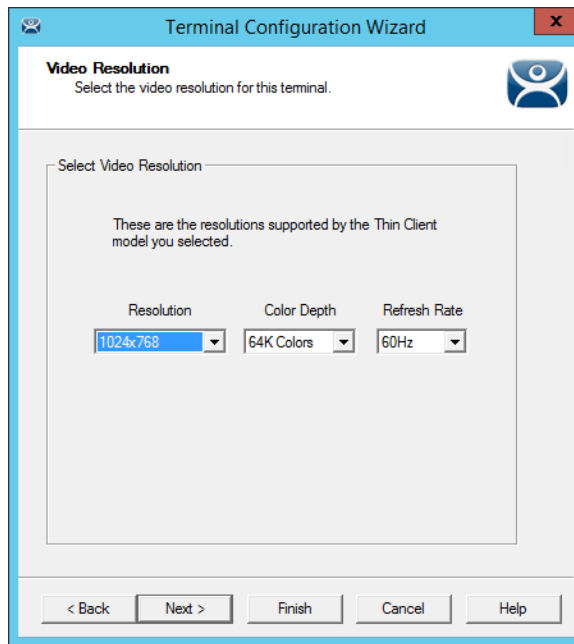 Terminal Configuration Wizard
x
Video Resolution
Select the video resolution for this terminal.
Select Video Resolution
These are the resolutions supported by the Thin Client
model you selected.
Resolution Color Depth Refresh Rate
1024x768 64K Colors 60Hz
< Back Next > Finish Cancel Help